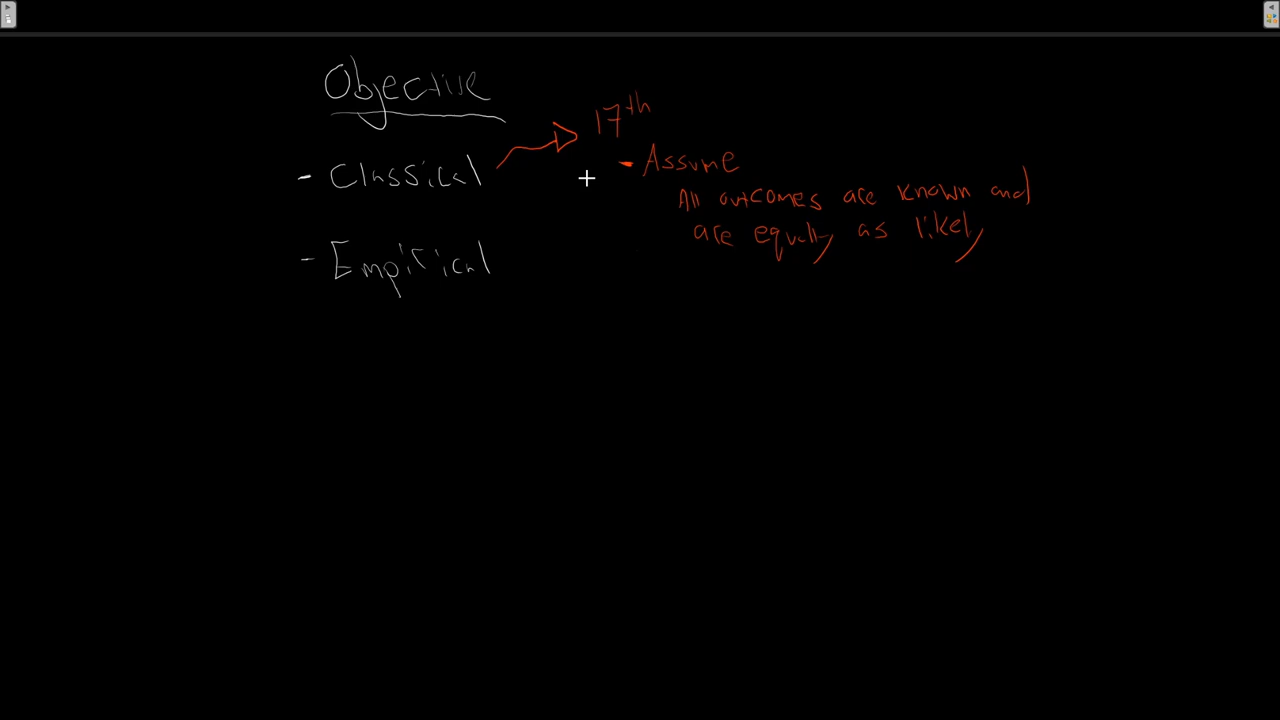 Objective
- Classical
17th
- Assume
All outcomes are known and
are equally as likely
- Empirical